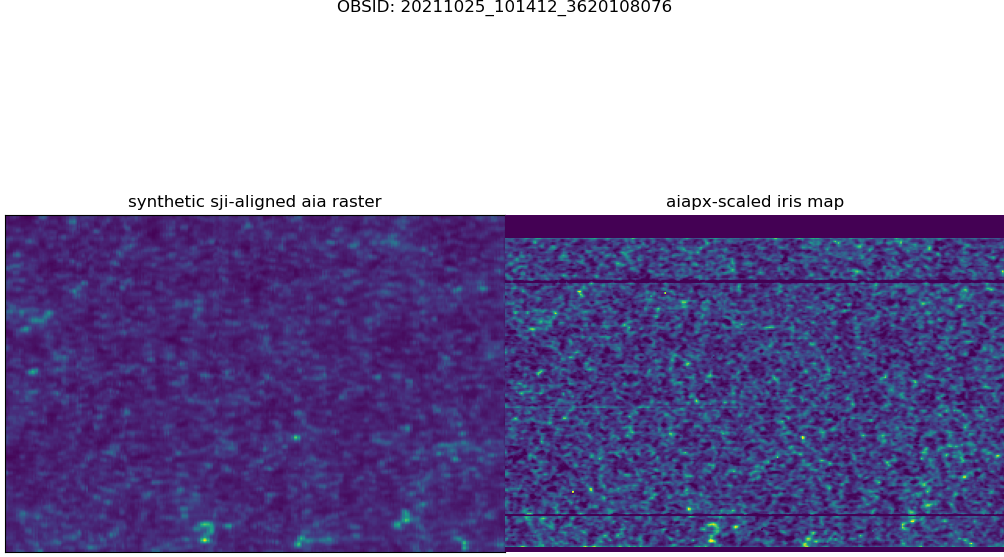 OBSID: 20211025_101412_3620108076
synthetic sji-aligned aia raster
aiapx-scaled iris map